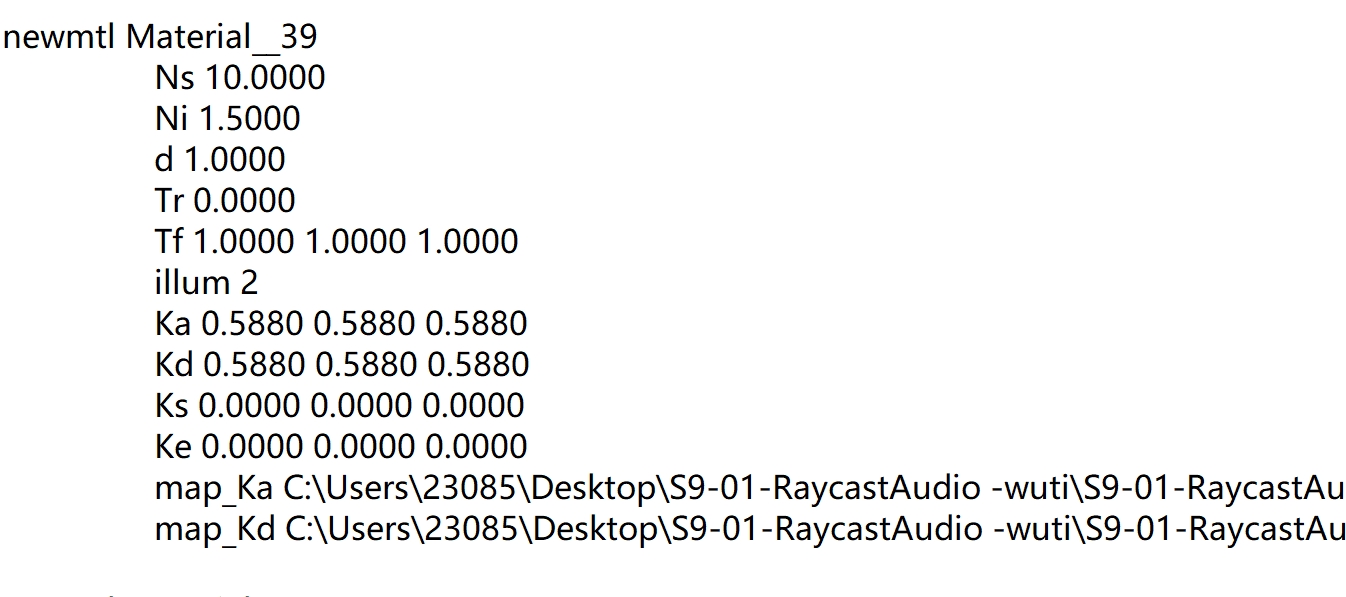 newmtl Material__39
Ns 10.0000
Ni 1.5000
d 1.0000
Tr 0.0000
Tf 1.0000 1.0000 1.0000
illum 2
Ka 0.5880 0.5880 0.5880
Kd 0.5880 0.5880 0.5880
Ks 0.0000 0.0000 0.0000
Ke 0.0000 0.0000 0.0000
map_Ka C:\Users\23085\Desktop\S9-01-RaycastAudio -wuti\S9-01-RaycastAu
map_Kd C:\Users\23085\Desktop\S9-01-RaycastAudio -wuti\S9-01-RaycastAu